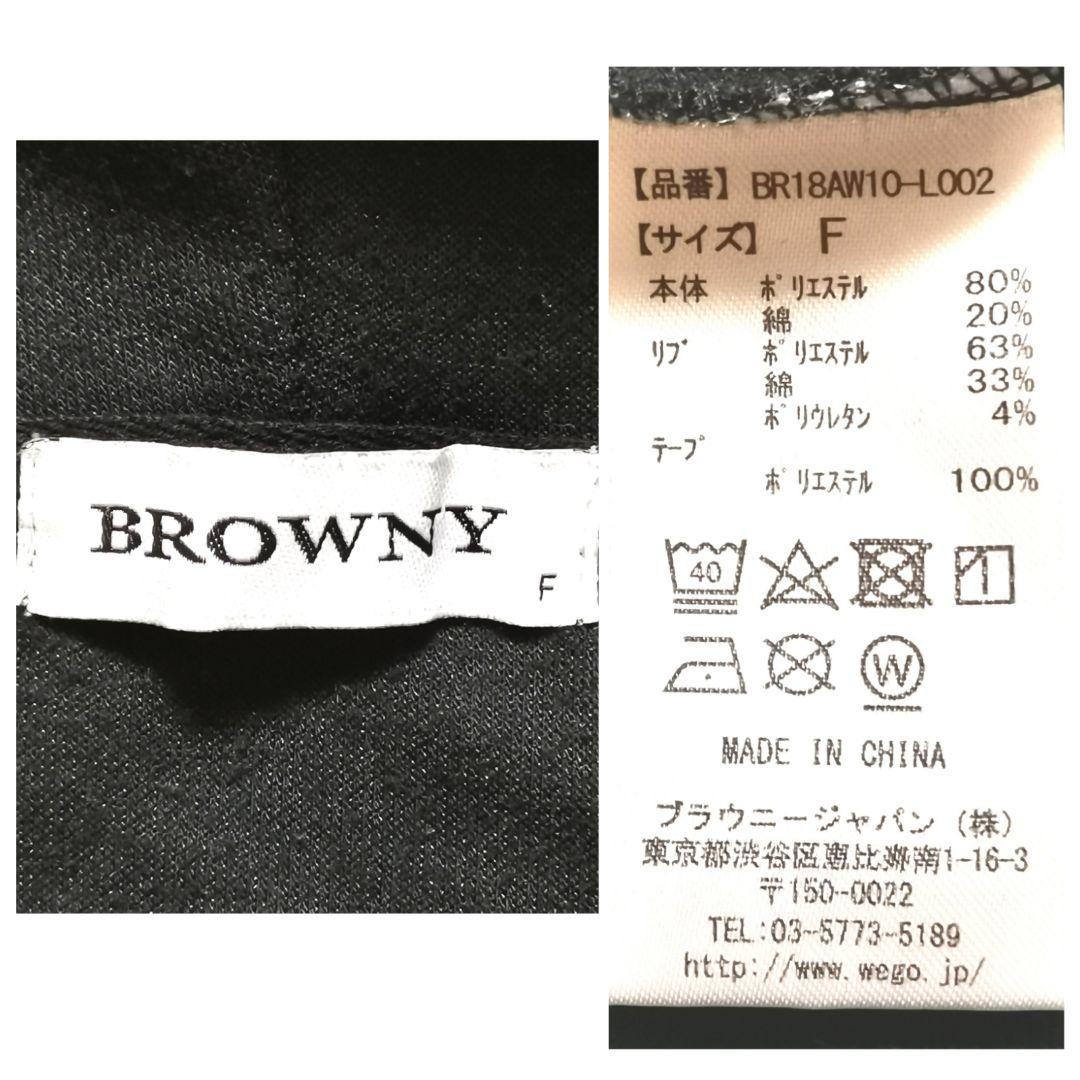 BROWNY
F
【品番】 BR18AW10-L002
【サイズ】 F
本体 ポリエステル 80%
綿 20%
リブ ポリエステル 63%
綿 33%
ポリウレタン 4%
テープ
ポリエステル 100%
40
W
MADE IN CHINA
ブラウニージャパン (株)
東京都渋谷区恵比寿南1-16-3
〒150-0022
TEL:03-5773-5189
http://www.wego.jp/